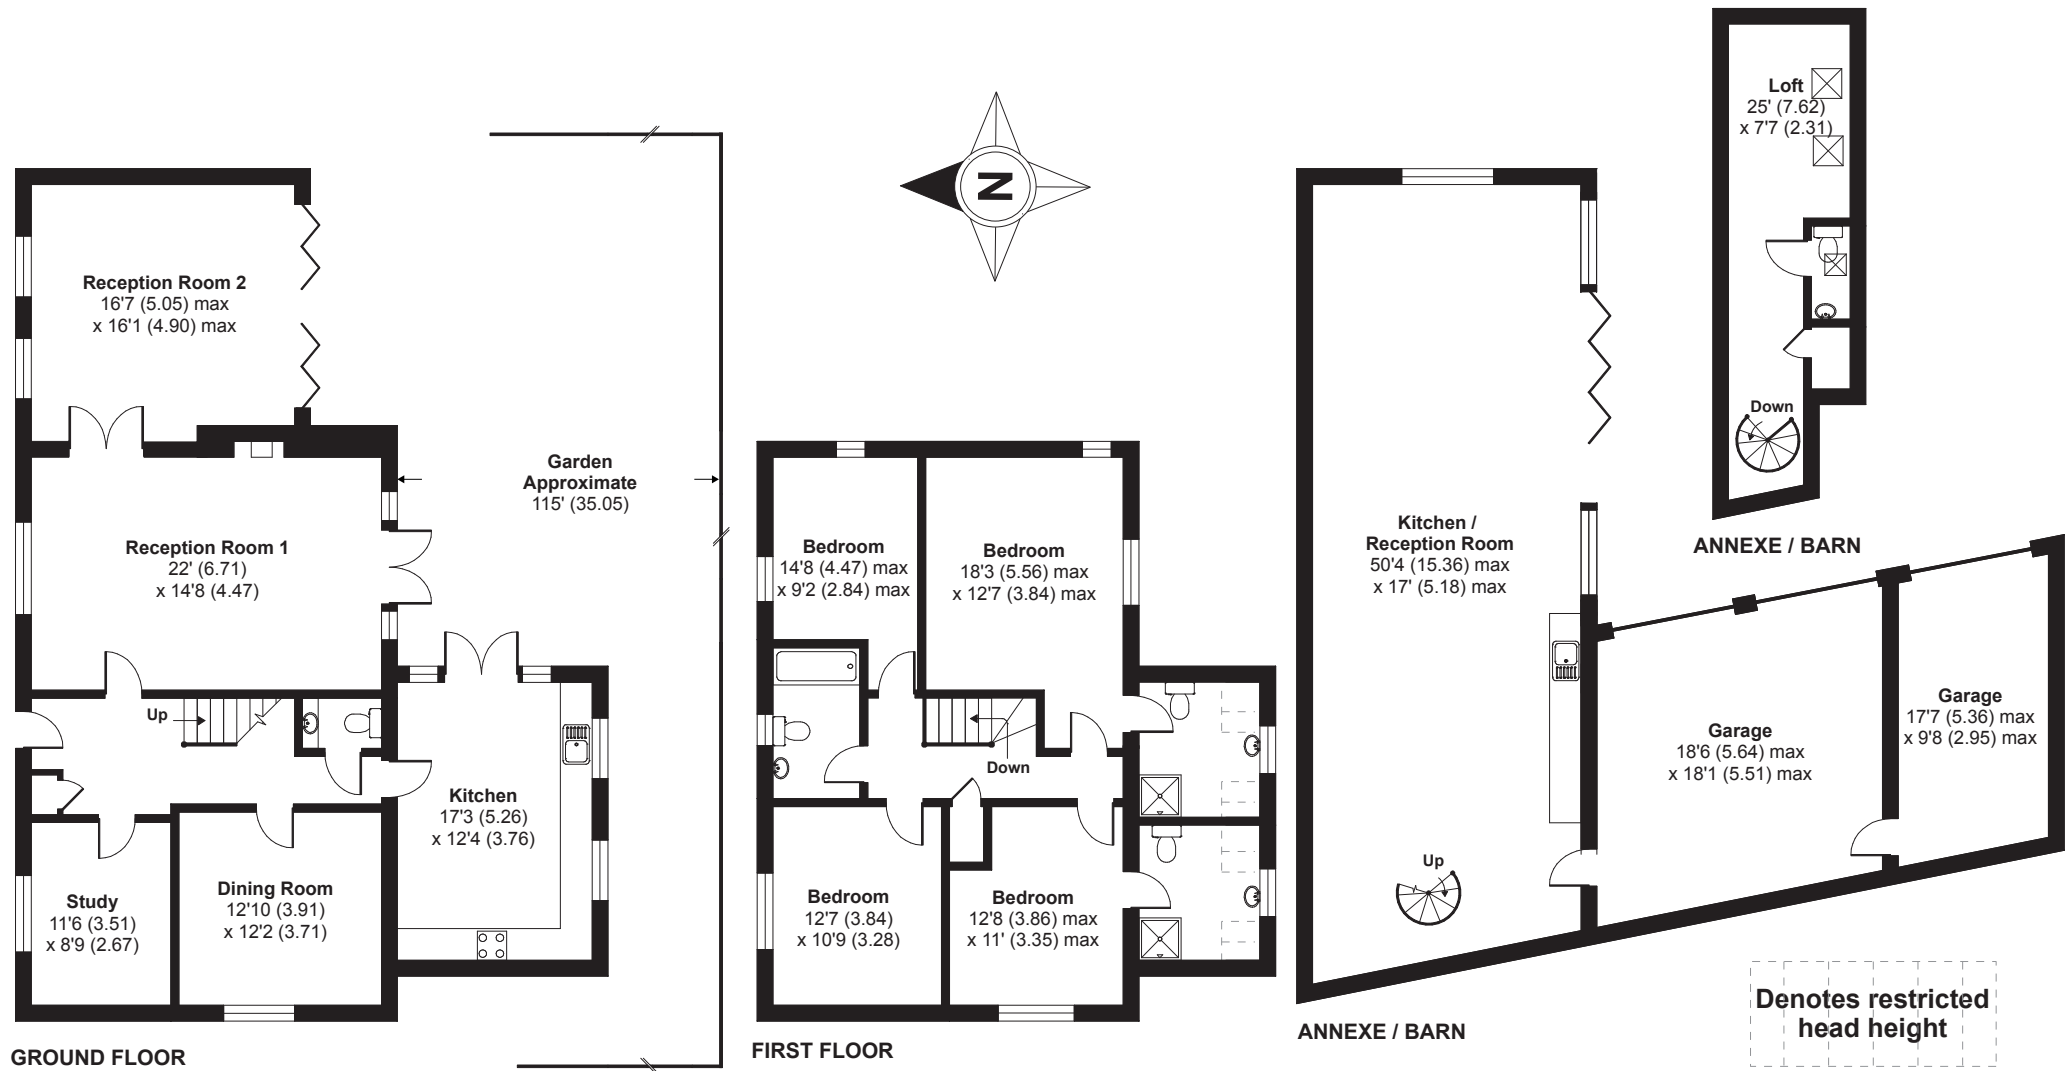 Reception Room 2
16'7 (5.05) max
x 16'1 (4.90) max
Reception Room 1
22' (6.71)
x 14'8 (4.47)
Up
Study
11'6 (3.51)
x 8'9 (2.67)
Dining Room
12'10 (3.91)
x 12'2 (3.71)
Kitchen
17'3 (5.26)
x 12'4 (3.76)
Garden
Approximate
115' (35.05)
GROUND FLOOR
N
Bedroom
14'8 (4.47) max
x 9'2 (2.84) max
Bedroom
18'3 (5.56) max
x 12'7 (3.84) max
Down
Bedroom
12'7 (3.84)
x 10'9 (3.28)
Bedroom
12'8 (3.86) max
x 11' (3.35) max
FIRST FLOOR
Kitchen /
Reception Room
50'4 (15.36) max
x 17' (5.18) max
Up
Garage
18'6 (5.64) max
x 18'1 (5.51) max
Garage
17'7 (5.36) max
x 9'8 (2.95) max
ANNEXE / BARN
Loft
25' (7.62)
x 7'7 (2.31)
Down
ANNEXE / BARN
Denotes restricted
head height